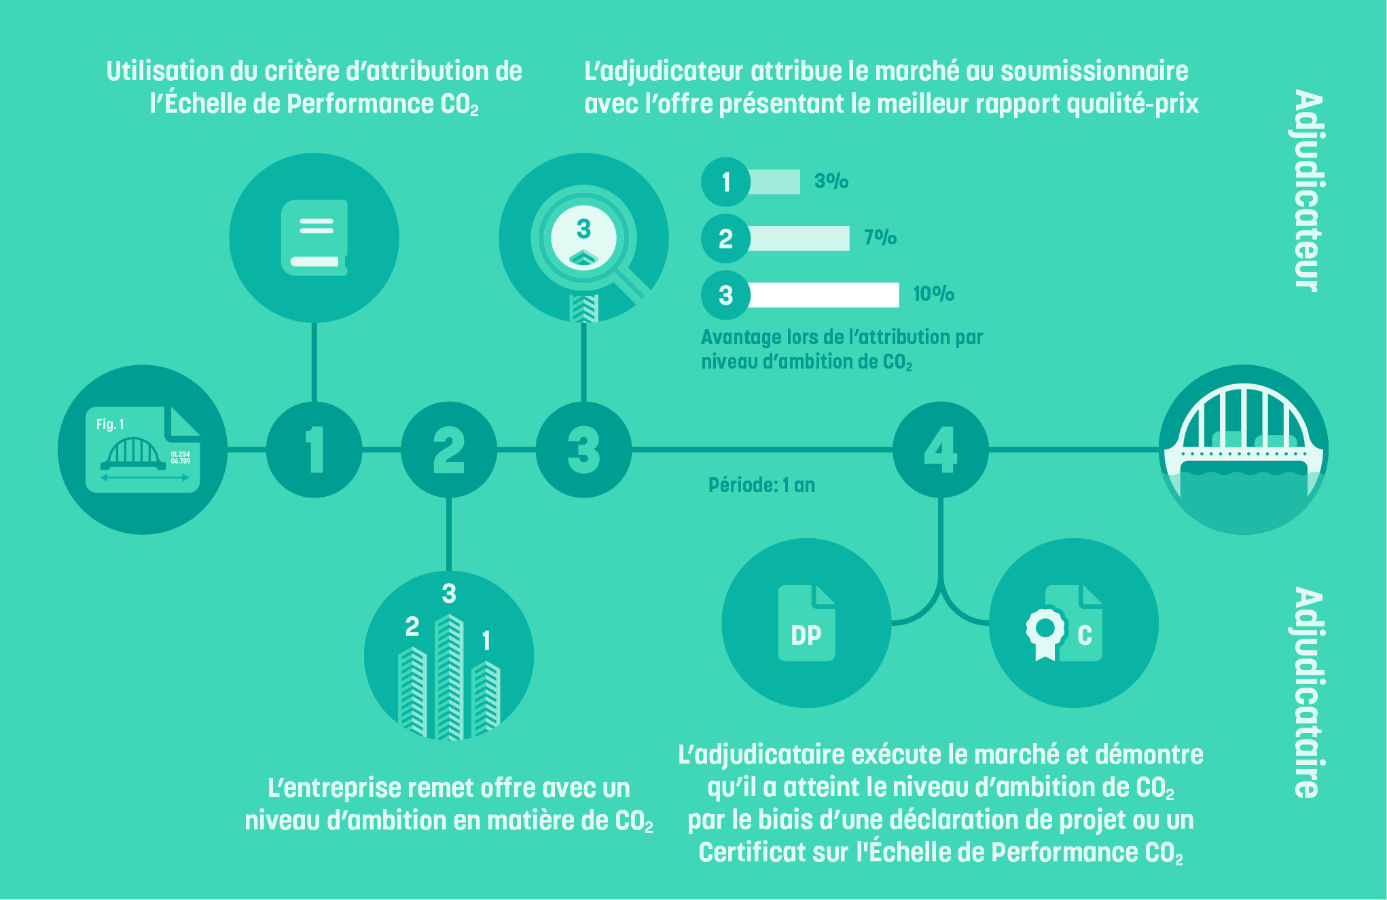 Utilisation du critère d’attribution de
l’Échelle de Performance CO₂
L’adjudicateur attribue le marché au soumissionnaire
avec l’offre présentant le meilleur rapport qualité-prix
Adjudicateur
3
1 3%
2 7%
3 10%
Avantage lors de l’attribution par
niveau d’ambition de CO₂
Fig. 1
01.234
06.789
1
2
3
4
Période: 1 an
3
2
1
DP
C
Adjudicataire
L’entreprise remet offre avec un
niveau d’ambition en matière de CO₂
L’adjudicataire exécute le marché et démontre
qu’il a atteint le niveau d’ambition de CO₂
par le biais d’une déclaration de projet ou un
Certificat sur l'Échelle de Performance CO₂